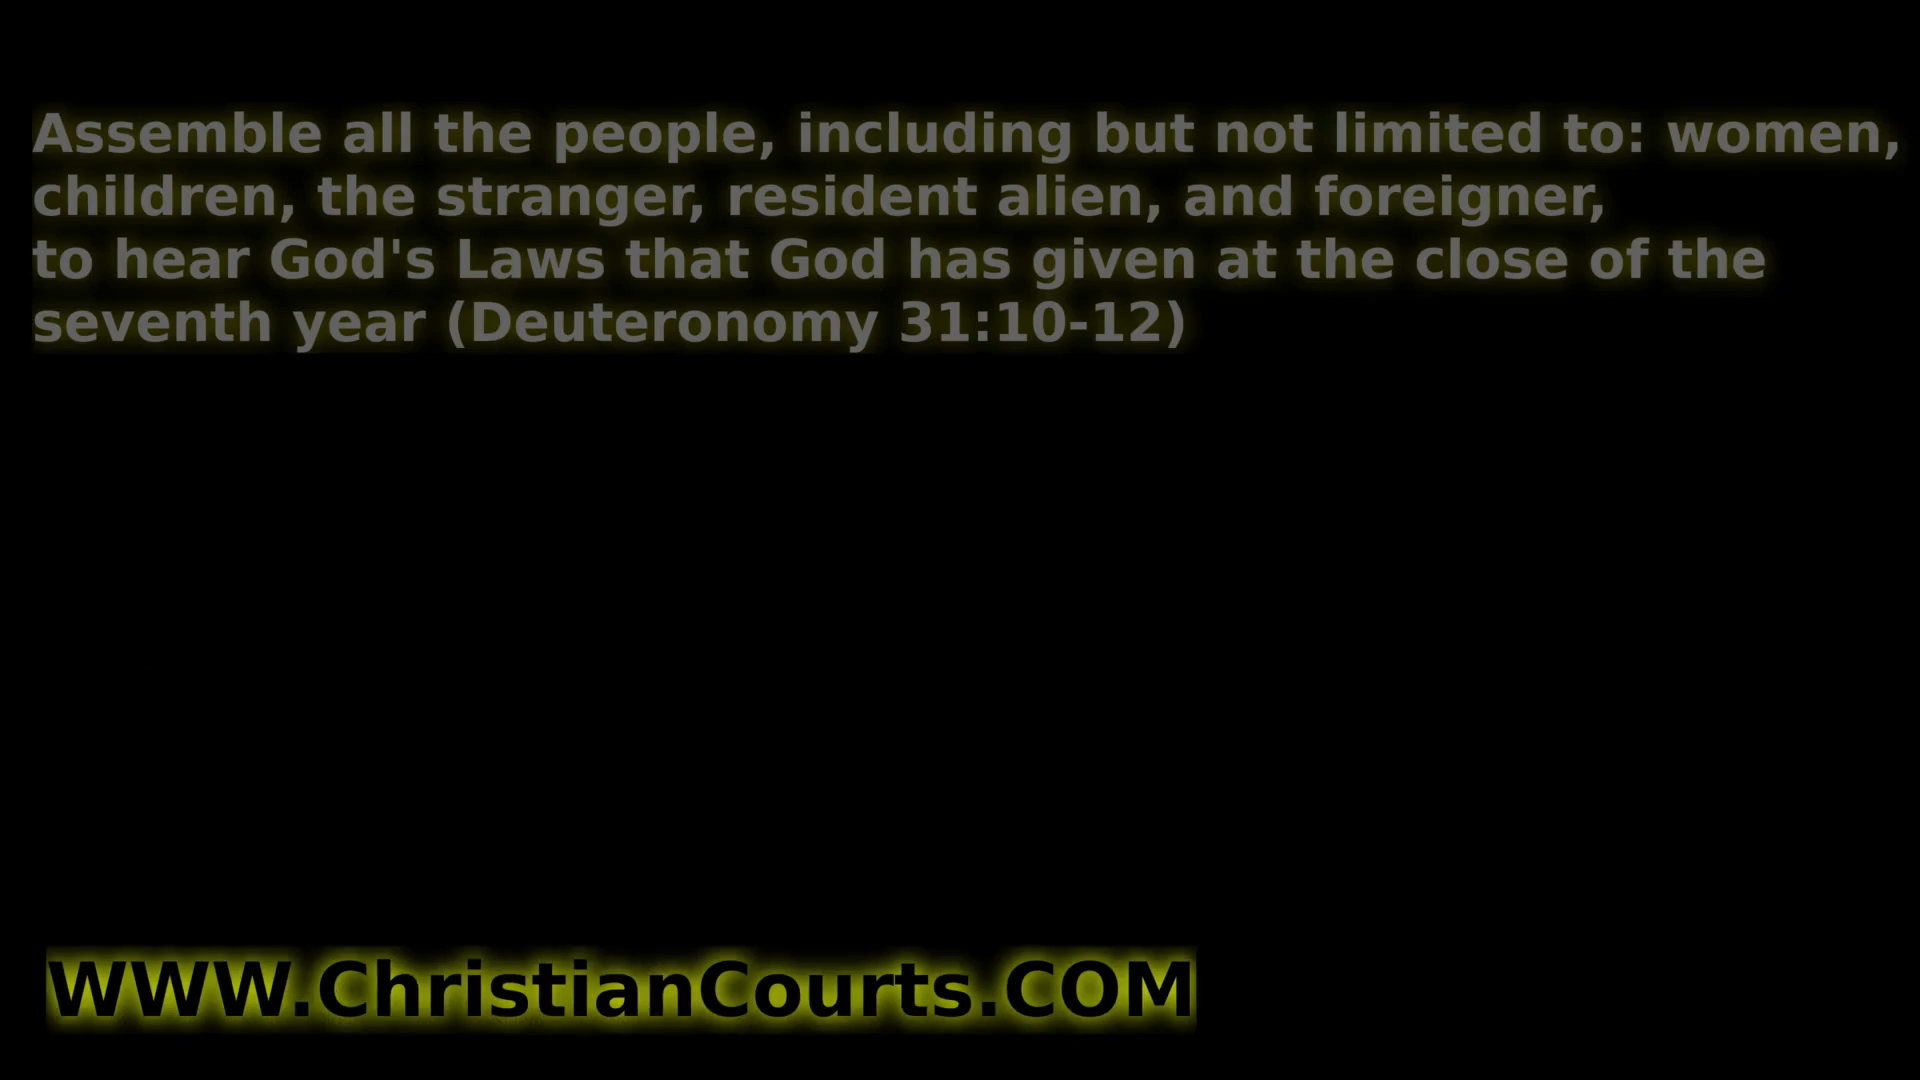 Assemble all the people, including but not limited to: women,
children, the stranger, resident alien, and foreigner,
to hear God's Laws that God has given at the close of the
seventh year (Deuteronomy 31:10-12)
WWW.ChristianCourts.COM